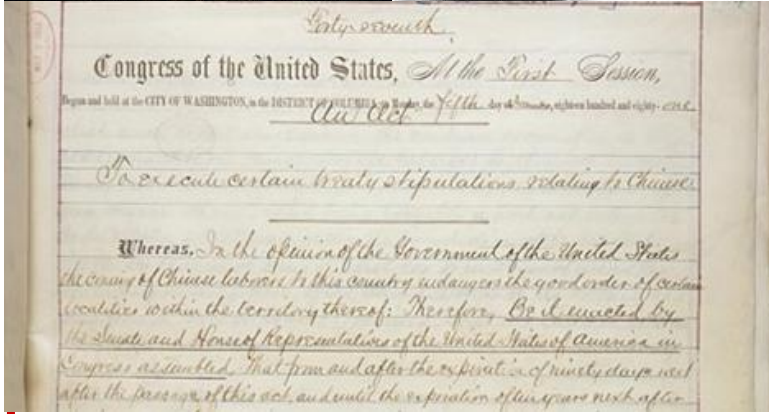 Forty-seventh
Congress of the United States, At the First Session,
Begun and held at the CITY OF WASHINGTON, in the DISTRICT OF COLUMBIA, on Monday, the fifth day of December, eighteen hundred and eighty-one
An Act
To execute certain treaty stipulations relating to Chinese.
Whereas, In the opinion of the Government of the United States
the coming of Chinese laborers to this country endangers the good order of certain
localities within the territory thereof: Therefore, Be it enacted by
the Senate and House of Representatives of the United States of America in
Congress assembled, That from and after the expiration of ninety days next
after the passage of this act, and until the expiration of ten years next after